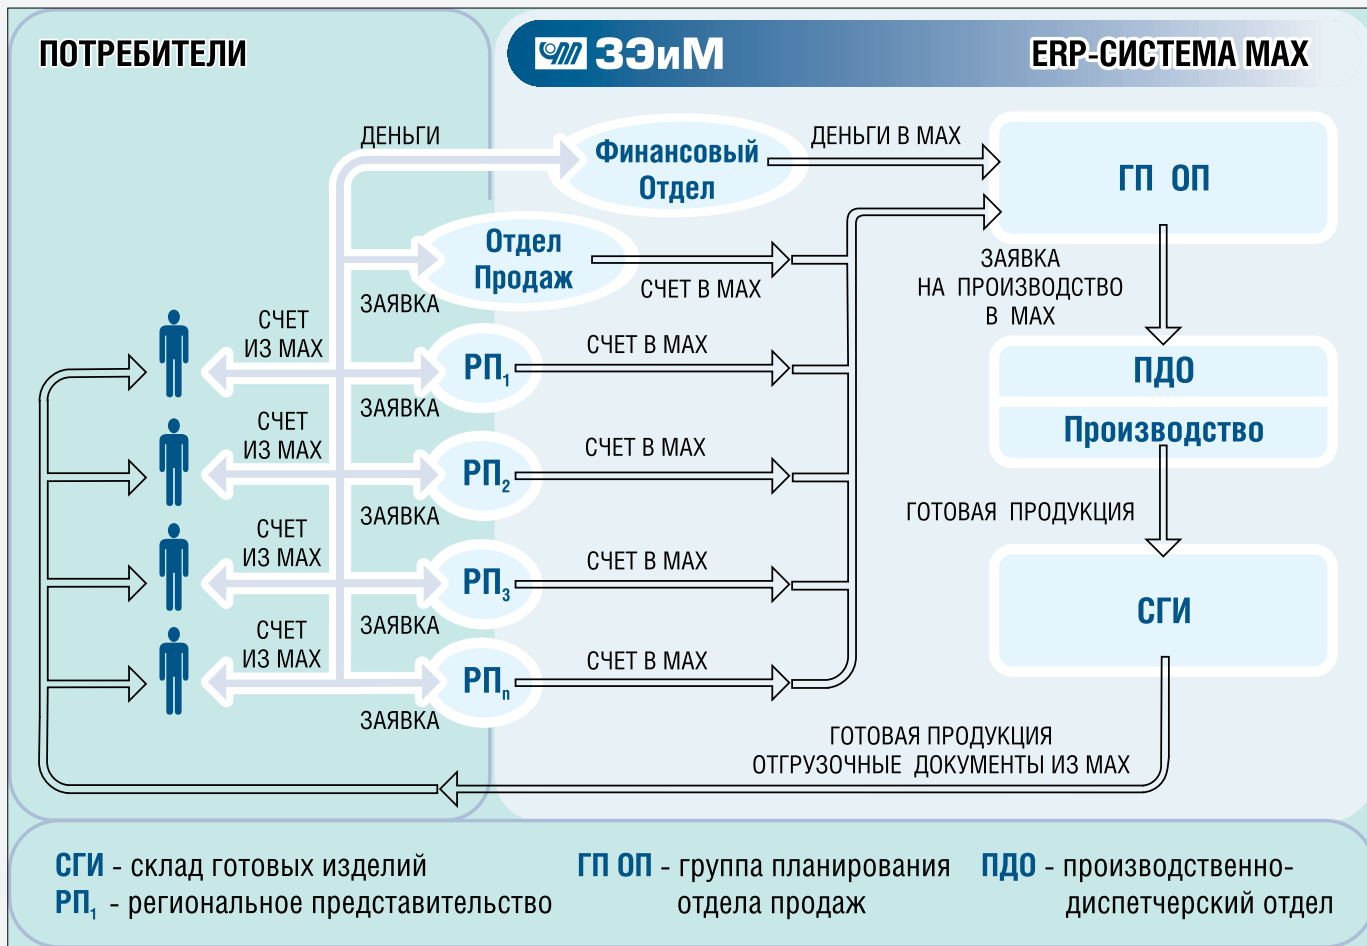 ПОТРЕБИТЕЛИ
ЗЭиМ
ERP-СИСТЕМА MAX
ДЕНЬГИ
Финансовый
Отдел
ДЕНЬГИ В MAX
ГП ОП
Отдел
Продаж
ЗАЯВКА
СЧЕТ В MAX
ЗАЯВКА
НА ПРОИЗВОДСТВО
В MAX
СЧЕТ
ИЗ MAX
РП1
СЧЕТ В MAX
ЗАЯВКА
ПДО
Производство
СЧЕТ
ИЗ MAX
РП2
СЧЕТ В MAX
ЗАЯВКА
ГОТОВАЯ ПРОДУКЦИЯ
СЧЕТ
ИЗ MAX
РП3
СЧЕТ В MAX
ЗАЯВКА
СГИ
СЧЕТ
ИЗ MAX
РПn
СЧЕТ В MAX
ЗАЯВКА
ГОТОВАЯ ПРОДУКЦИЯ
ОТГРУЗОЧНЫЕ ДОКУМЕНТЫ ИЗ MAX
СГИ - склад готовых изделий
РП1 - региональное представительство
ГП ОП - группа планирования
отдела продаж
ПДО - производственно-
диспетчерский отдел